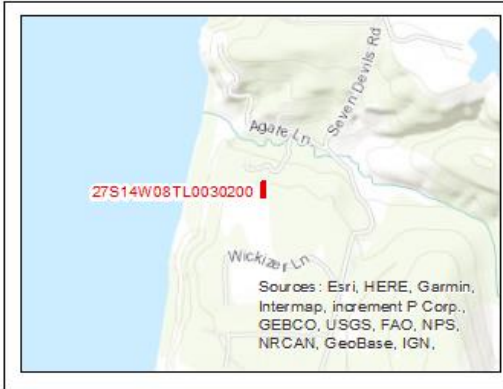 Seven Devils Rd
Agate Ln
27S14W08TL0030200
Wickizer Ln
Sources: Esri, HERE, Garmin,
Intermap, increment P Corp.,
GEBCO, USGS, FAO, NPS,
NRCAN, GeoBase, IGN,